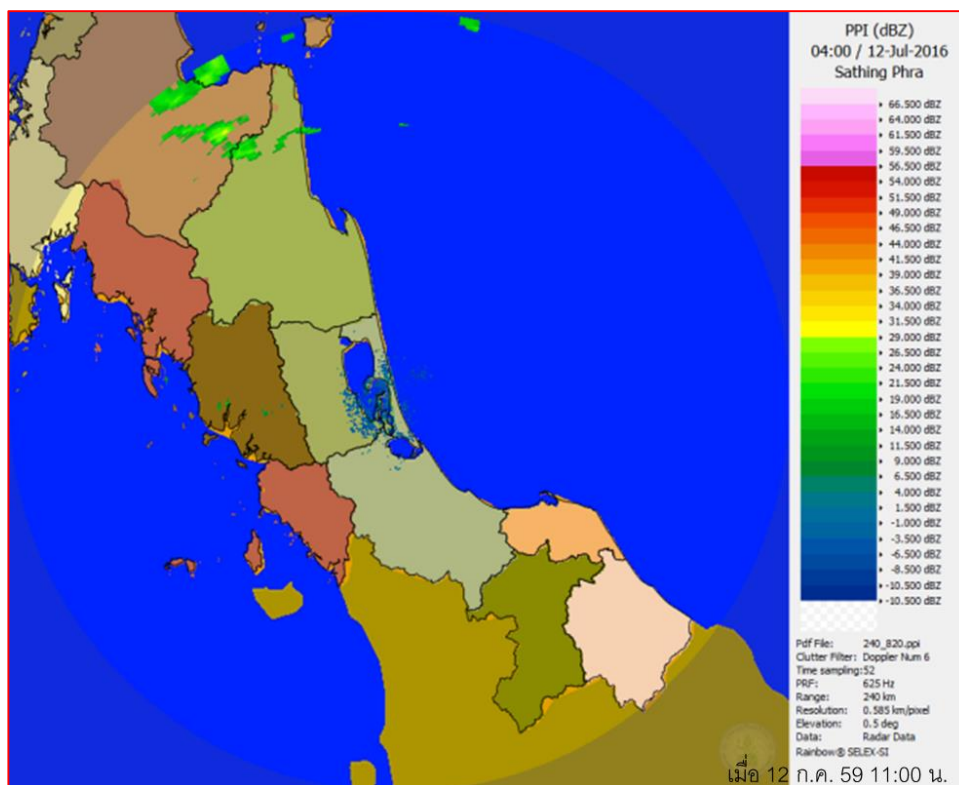 PPI (dBZ)
04:00 / 12-Jul-2016
Sathing Phra
66.500 dBZ
64.000 dBZ
61.500 dBZ
59.500 dBZ
56.500 dBZ
54.000 dBZ
51.500 dBZ
49.000 dBZ
46.500 dBZ
44.000 dBZ
41.500 dBZ
39.000 dBZ
36.500 dBZ
34.000 dBZ
31.500 dBZ
29.000 dBZ
26.500 dBZ
24.000 dBZ
21.500 dBZ
19.000 dBZ
16.500 dBZ
14.000 dBZ
11.500 dBZ
9.000 dBZ
6.500 dBZ
4.000 dBZ
1.500 dBZ
-1.000 dBZ
-3.500 dBZ
-6.500 dBZ
-8.500 dBZ
-10.500 dBZ
-10.500 dBZ
Pdf File: 240_820.ppi
Clutter Filter: Doppler Num 6
Time sampling:52
PRF: 625 Hz
Range: 240 km
Resolution: 0.585 km/pixel
Elevation: 0.5 deg
Data: Radar Data
Rainbow® SELEX-SI
เมื่อ 12 ก.ค. 59 11:00 น.